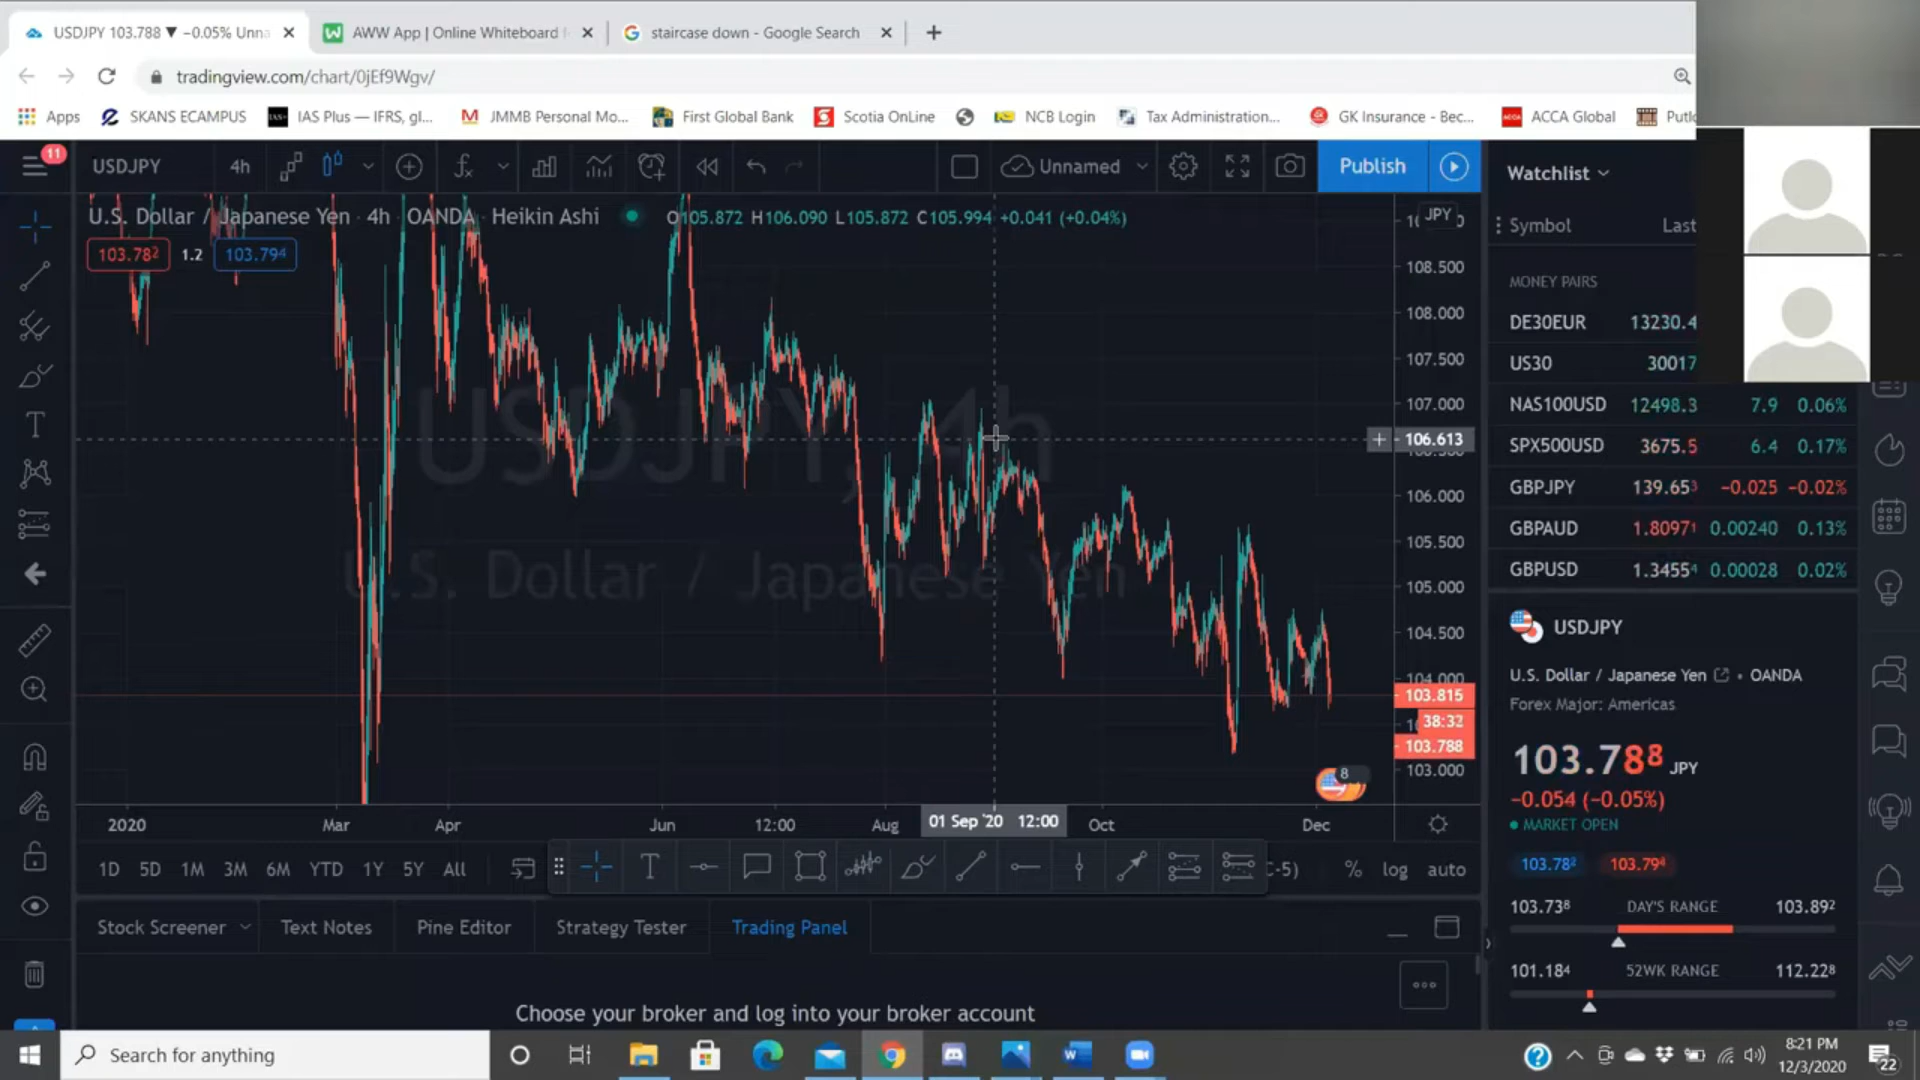 USDJPY 103.788 ▼ −0.05% Unna
AWW App | Online Whiteboard f
staircase down - Google Search
tradingview.com/chart/0jEf9Wgv/
Apps
SKANS ECAMPUS
IAS Plus — IFRS, gl...
JMMB Personal Mo...
First Global Bank
Scotia OnLine
NCB Login
Tax Administration...
GK Insurance - Bec...
ACCA Global
Putlo
11
USDJPY
4h
Unnamed
Publish
Watchlist
U.S. Dollar / Japanese Yen · 4h · OANDA · Heikin Ashi
O105.872 H106.090 L105.872 C105.994 +0.041 (+0.04%)
JPY
103.782
1.2
103.794
Symbol
Last
MONEY PAIRS
DE30EUR 13230.4
US30 30017
NAS100USD 12498.3 7.9 0.06%
SPX500USD 3675.5 6.4 0.17%
GBPJPY 139.653 −0.025 −0.02%
GBPAUD 1.80971 0.00240 0.13%
GBPUSD 1.34554 0.00028 0.02%
108.500
108.000
107.500
107.000
106.613
106.000
105.500
105.000
104.500
104.000
103.815
38:32
103.788
103.000
USDJPY, 4h
U.S. Dollar / Japanese Yen
8
2020
Mar
Apr
Jun
12:00
Aug
01 Sep '20 12:00
Oct
Dec
1D 5D 1M 3M 6M YTD 1Y 5Y All
C-5)
%
log
auto
Stock Screener
Text Notes
Pine Editor
Strategy Tester
Trading Panel
Choose your broker and log into your broker account
USDJPY
U.S. Dollar / Japanese Yen • OANDA
Forex Major: Americas
103.788 JPY
−0.054 (−0.05%)
MARKET OPEN
103.782
103.794
103.738 DAY'S RANGE 103.892
101.184 52WK RANGE 112.228
Search for anything
8:21 PM
12/3/2020
22